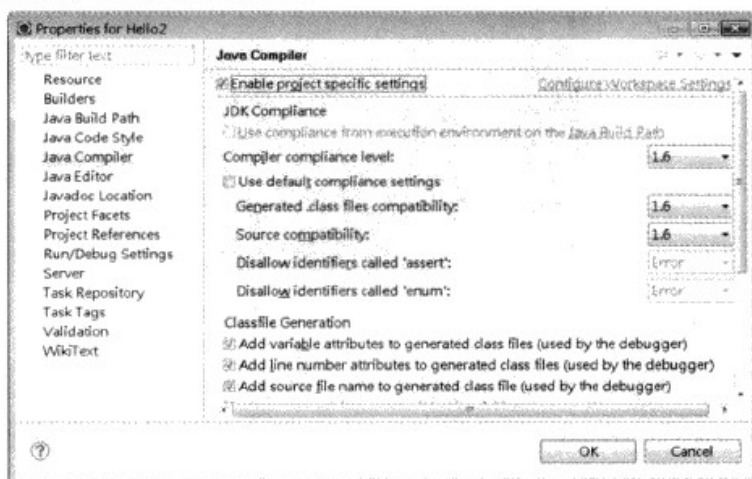 Properties for Hello2
type filter text
Resource
Builders
Java Build Path
Java Code Style
Java Compiler
Java Editor
Javadoc Location
Project Facets
Project References
Run/Debug Settings
Server
Task Repository
Task Tags
Validation
WikiText
Java Compiler
Enable project specific settings
Configure Workspace Settings
JDK Compliance
Use compliance from execution environment on the Java Build Path
Compiler compliance level: 1.6
Use default compliance settings
Generated .class files compatibility: 1.6
Source compatibility: 1.6
Disallow identifiers called 'assert': Error
Disallow identifiers called 'enum': Error
Classfile Generation
Add variable attributes to generated class files (used by the debugger)
Add line number attributes to generated class files (used by the debugger)
Add source file name to generated class file (used by the debugger)
OK Cancel